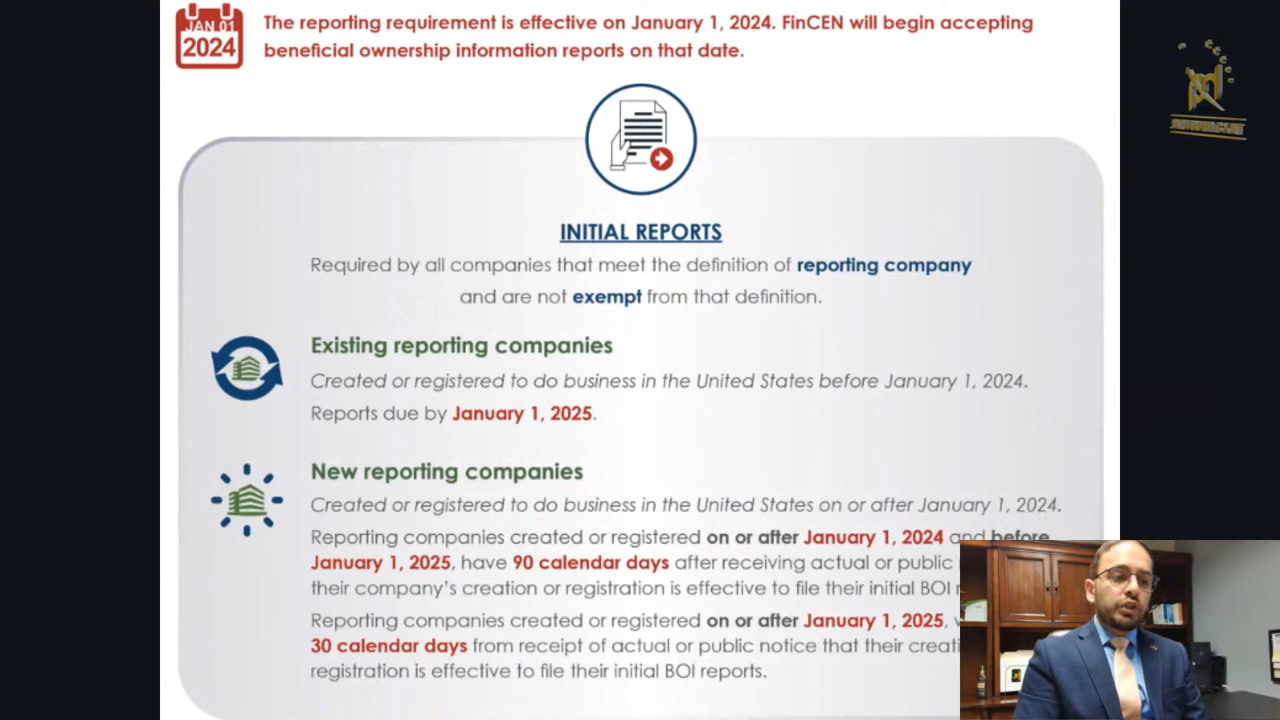 JAN 01
2024
The reporting requirement is effective on January 1, 2024. FinCEN will begin accepting
beneficial ownership information reports on that date.
INITIAL REPORTS
Required by all companies that meet the definition of reporting company
and are not exempt from that definition.
Existing reporting companies
Created or registered to do business in the United States before January 1, 2024.
Reports due by January 1, 2025.
New reporting companies
Created or registered to do business in the United States on or after January 1, 2024.
Reporting companies created or registered on or after January 1, 2024 and before
January 1, 2025, have 90 calendar days after receiving actual or public
their company's creation or registration is effective to file their initial BOI
Reporting companies created or registered on or after January 1, 2025,
30 calendar days from receipt of actual or public notice that their
registration is effective to file their initial BOI reports.